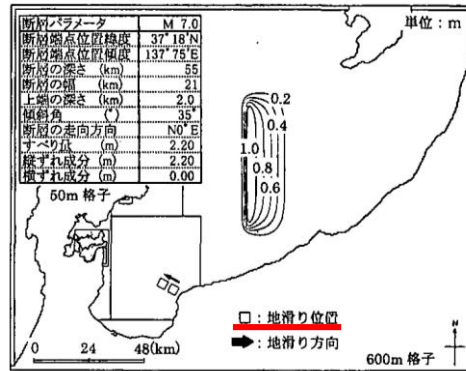 単位：m
断層パラメータ M 7.0
断層端点位置緯度 37°18'N
断層端点位置傾度 137°75'E
断層の深さ (km) 55
断層の幅 (km) 21
上端の深さ (km) 2.0
傾斜角 (°) 35°
断層の走向方向 N0°E
すべり量 (m) 2.20
縦ずれ成分 (m) 2.20
横ずれ成分 (m) 0.00
0.2
0.4
1.0
0.8
0.6
50m 格子
□：地滑り位置
➡：地滑り方向
0 24 48(km)
N
600m 格子